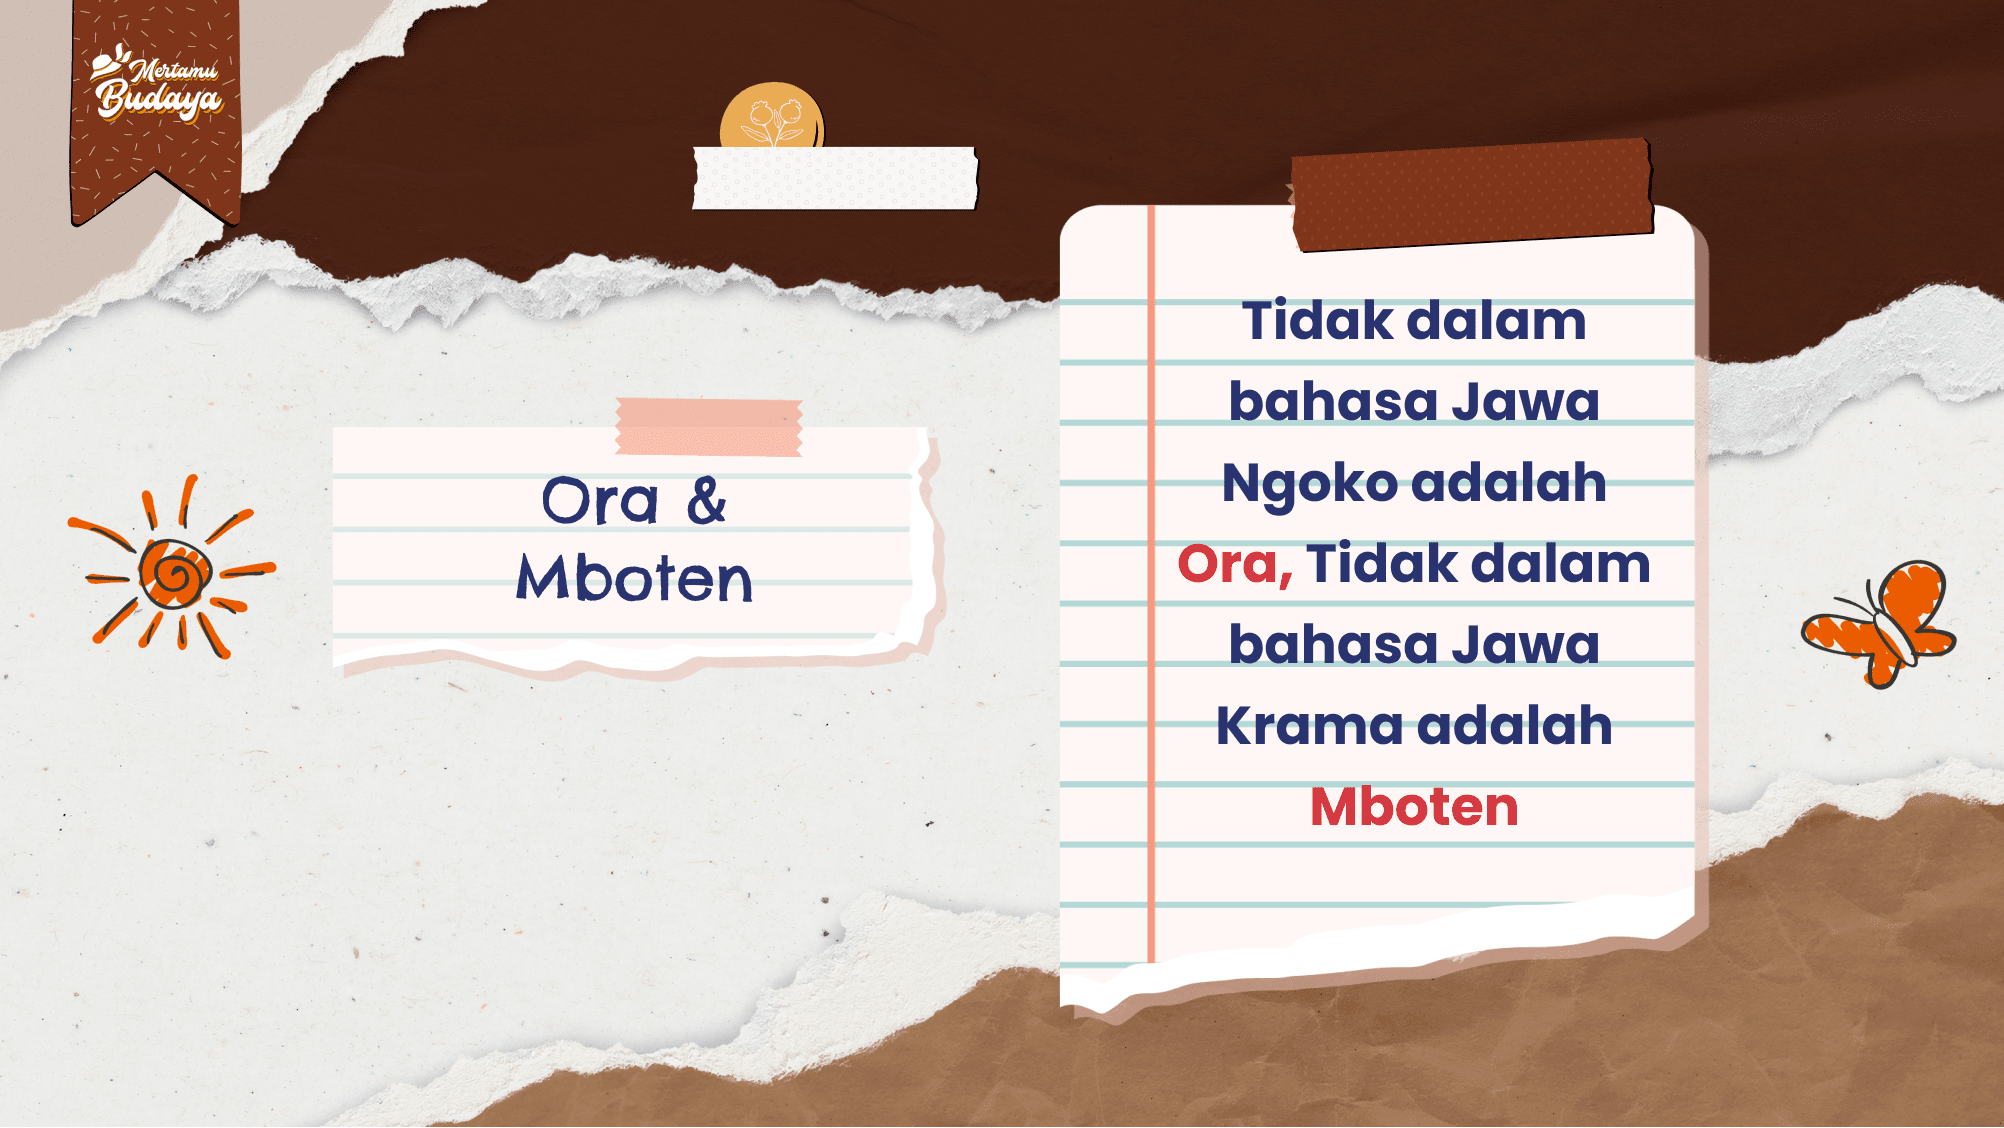 Mertamu
Budaya
Ora &
Mboten
Tidak dalam
bahasa Jawa
Ngoko adalah
Ora, Tidak dalam
bahasa Jawa
Krama adalah
Mboten